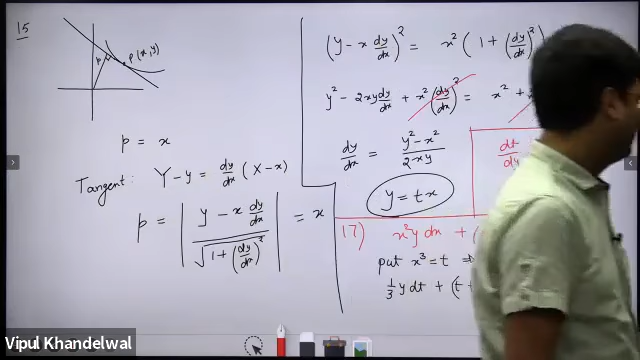 15
p
P(x,y)
p = x
Tangent: Y-y = dy/dx (X-x)
p = | (y - x dy/dx) / √(1+(dy/dx)²) | = x
(y - x dy/dx)² = x² (1 + (dy/dx)²)
y² - 2xy dy/dx + x² (dy/dx)² = x² +
dy/dx = (y² - x²) / 2xy
y = tx
dt/dy
17) x²y dx + (
put x³ = t ⇒
1/3 y dt + (t +
Vipul Khandelwal